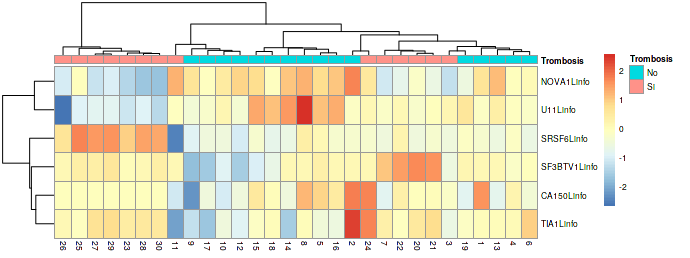 Trombosis
NOVA1Linfo
U11Linfo
SRSF6Linfo
SF3BTV1Linfo
CA150Linfo
TIA1Linfo
2
1
0
-1
-2
Trombosis
No
Si
26 25 27 29 23 28 30 11 9 17 10 12 15 18 14 8 5 16 2 24 7 22 20 21 3 19 1 13 4 6